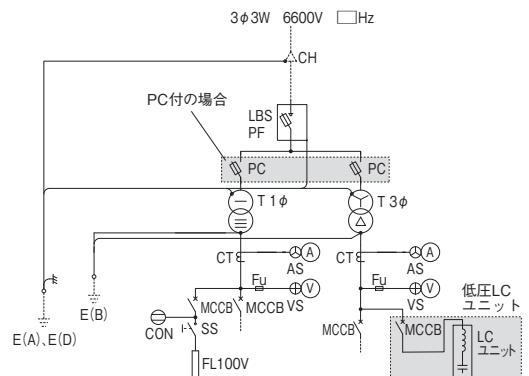 3φ3W 6600V □Hz
CH
PC付の場合
LBS
PF
PC
PC
T 1φ
T 3φ
CT
A
AS
CT
A
AS
Fu
V
VS
Fu
V
VS
低圧LC
ユニット
MCCB
MCCB
MCCB
MCCB
E(B)
CON
SS
LC
ユニット
E(A)、E(D)
FL100V